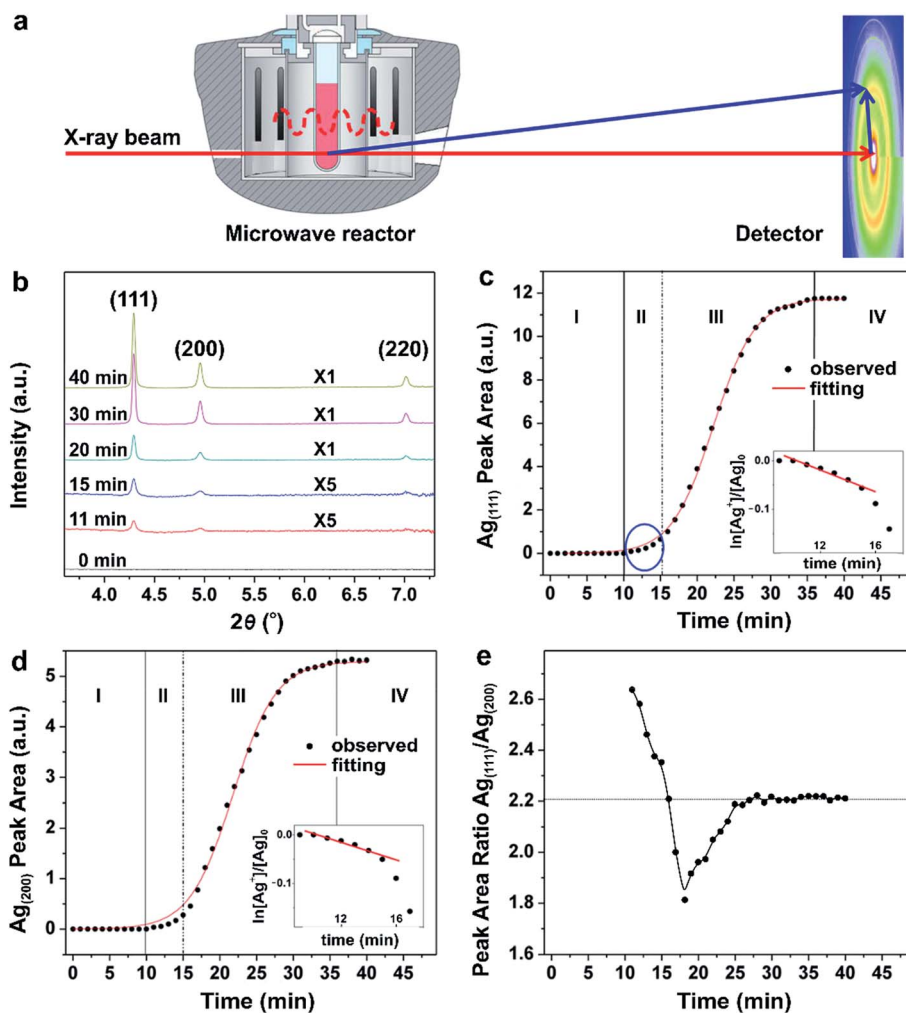 a
X-ray beam
Microwave reactor
Detector
b
(111)
(200)
(220)
40 min
X1
30 min
X1
20 min
X1
15 min
X5
11 min
X5
0 min
Intensity (a.u.)
4.0 4.5 5.0 5.5 6.0 6.5 7.0
2θ (°)
c
I II III IV
Ag(111) Peak Area (a.u.)
12
10
8
6
4
2
0
observed
fitting
ln[Ag+]/[Ag]0
0.0
-0.1
12 16
time (min)
0 5 10 15 20 25 30 35 40 45
Time (min)
d
I II III IV
Ag(200) Peak Area (a.u.)
5
4
3
2
1
0
observed
fitting
ln[Ag+]/[Ag]0
0.0
-0.1
12 16
time (min)
0 5 10 15 20 25 30 35 40 45
Time (min)
e
Peak Area Ratio Ag(111)/Ag(200)
2.6
2.4
2.2
2.0
1.8
1.6
0 5 10 15 20 25 30 35 40 45
Time (min)